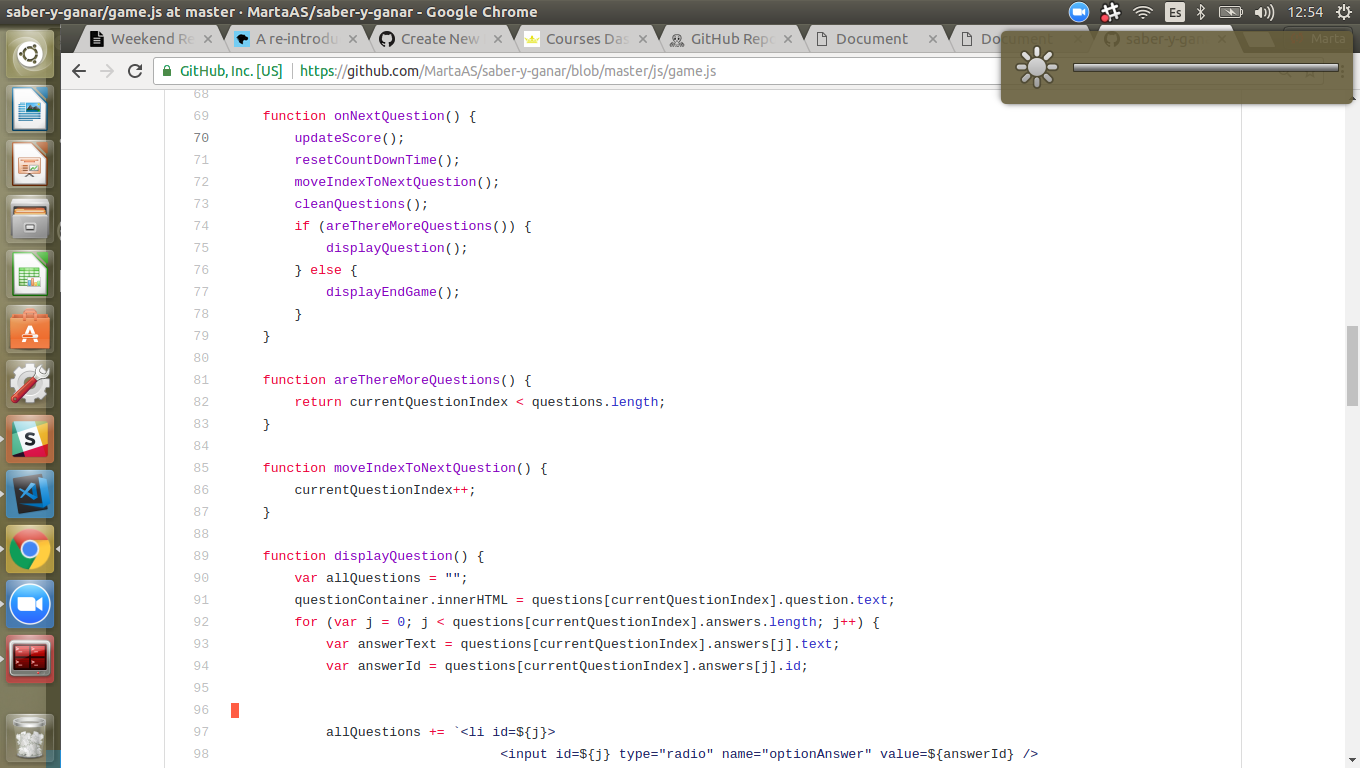 saber-y-ganar/game.js at master · MartaAS/saber-y-ganar - Google Chrome
Es
12:54
Weekend Re
A re-introdu
Create New
Courses Das
GitHub Repo
Document
Docum
saber-y-gan
Marta
GitHub, Inc. [US]
https://github.com/MartaAS/saber-y-ganar/blob/master/js/game.js
68
69 function onNextQuestion() {
70 updateScore();
71 resetCountDownTime();
72 moveIndexToNextQuestion();
73 cleanQuestions();
74 if (areThereMoreQuestions()) {
75 displayQuestion();
76 } else {
77 displayEndGame();
78 }
79 }
80
81 function areThereMoreQuestions() {
82 return currentQuestionIndex < questions.length;
83 }
84
85 function moveIndexToNextQuestion() {
86 currentQuestionIndex++;
87 }
88
89 function displayQuestion() {
90 var allQuestions = "";
91 questionContainer.innerHTML = questions[currentQuestionIndex].question.text;
92 for (var j = 0; j < questions[currentQuestionIndex].answers.length; j++) {
93 var answerText = questions[currentQuestionIndex].answers[j].text;
94 var answerId = questions[currentQuestionIndex].answers[j].id;
95
96
97 allQuestions += `<li id=${j}>
98 <input id=${j} type="radio" name="optionAnswer" value=${answerId} />